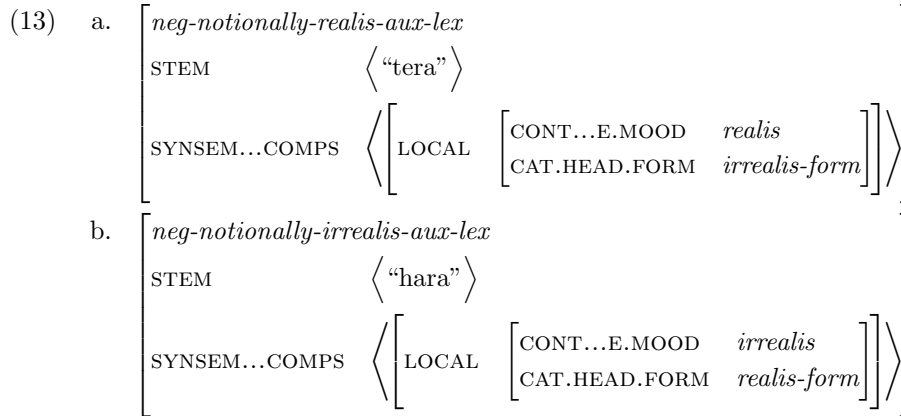 (13) a. neg-notionally-realis-aux-lex
STEM ⟨“tera”⟩
CONT...E.MOOD realis
SYNSEM...COMPS ⟨[LOCAL
CAT.HEAD.FORM irrealis-form]⟩
b. neg-notionally-irrealis-aux-lex
STEM ⟨“hara”⟩
CONT...E.MOOD irrealis
SYNSEM...COMPS ⟨[LOCAL
CAT.HEAD.FORM realis-form]⟩